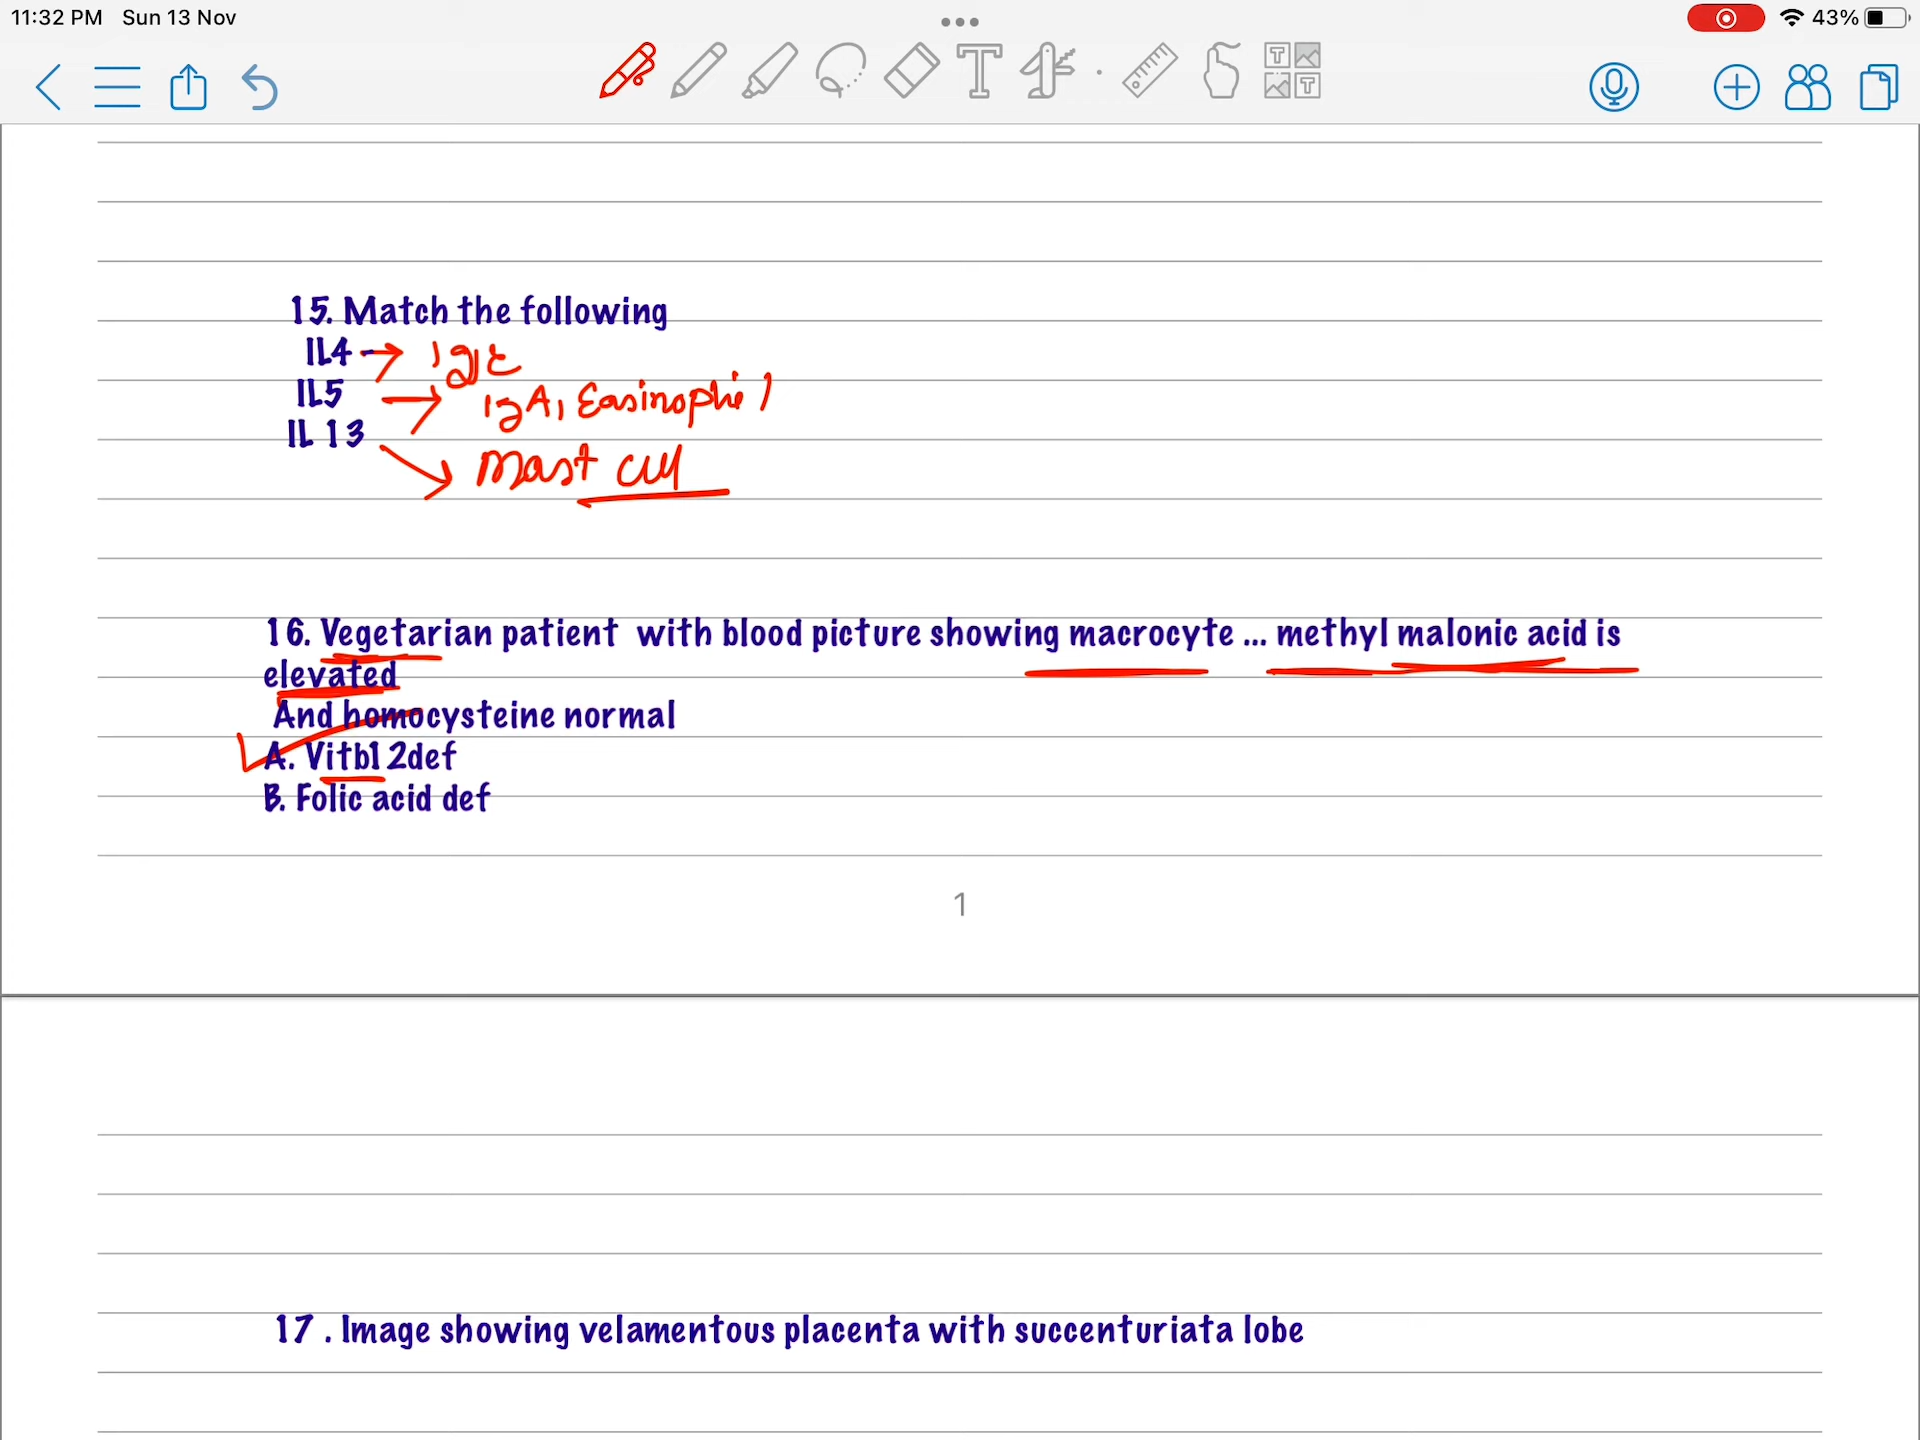 11:32 PM Sun 13 Nov
43%
15. Match the following
IL4 → IgE
IL5 → IgA, Easinophil
IL 13 → Mast cell
16. Vegetarian patient with blood picture showing macrocyte ... methyl malonic acid is
elevated
And homocysteine normal
A. Vitb12def
B. Folic acid def
1
17 . Image showing velamentous placenta with succenturiata lobe